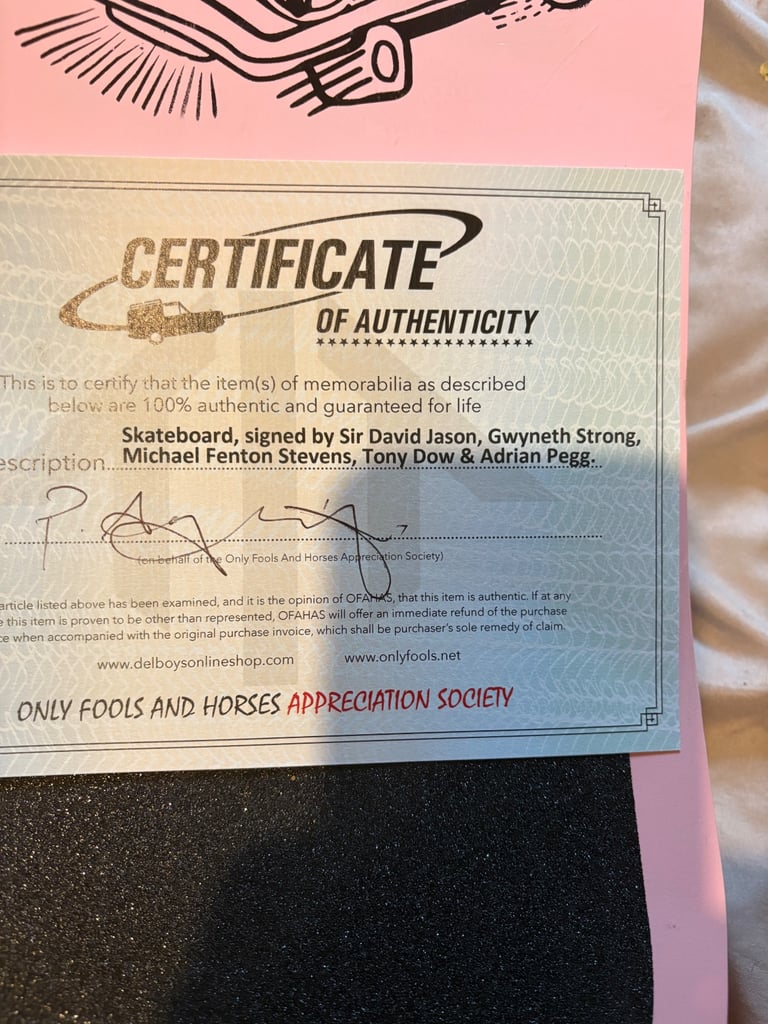 CERTIFICATE
OF AUTHENTICITY
This is to certify that the item(s) of memorabilia as described
below are 100% authentic and guaranteed for life
Skateboard, signed by Sir David Jason, Gwyneth Strong,
escription Michael Fenton Stevens, Tony Dow & Adrian Pegg.
P.
(on behalf of the Only Fools And Horses Appreciation Society)
article listed above has been examined, and it is the opinion of OFAHAS, that this item is authentic. If at any
this item is proven to be other than represented, OFAHAS will offer an immediate refund of the purchase
when accompanied with the original purchase invoice, which shall be purchaser's sole remedy of claim.
www.delboysonlineshop.com www.onlyfools.net
ONLY FOOLS AND HORSES APPRECIATION SOCIETY